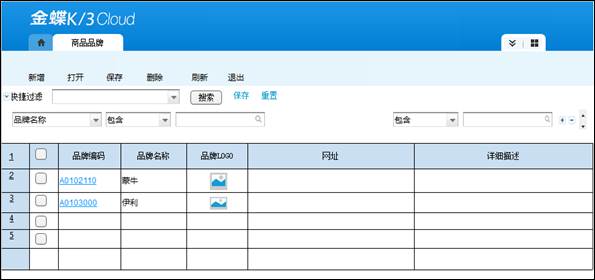 金蝶K/3 Cloud
商品品牌
新增 打开 保存 删除 刷新 退出
快捷过滤 搜索 保存 重置
品牌名称 包含 包含
1 品牌编码 品牌名称 品牌LOGO 网址 详细描述
2 A0102110 蒙牛
3 A0103000 伊利
4
5